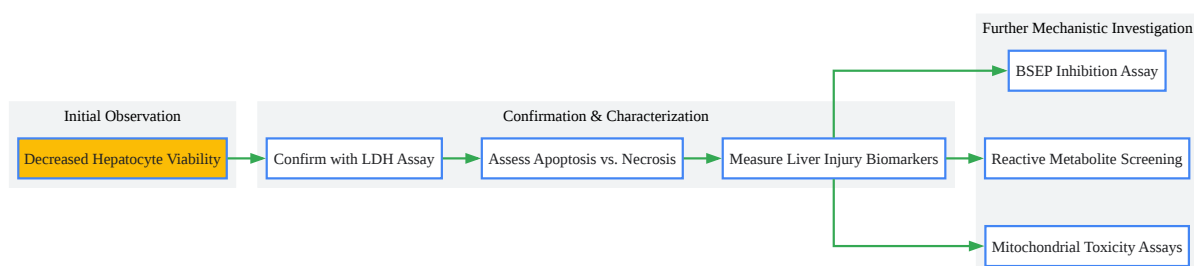 Initial Observation
Decreased Hepatocyte Viability
Confirmation & Characterization
Confirm with LDH Assay
Assess Apoptosis vs. Necrosis
Measure Liver Injury Biomarkers
Further Mechanistic Investigation
BSEP Inhibition Assay
Reactive Metabolite Screening
Mitochondrial Toxicity Assays